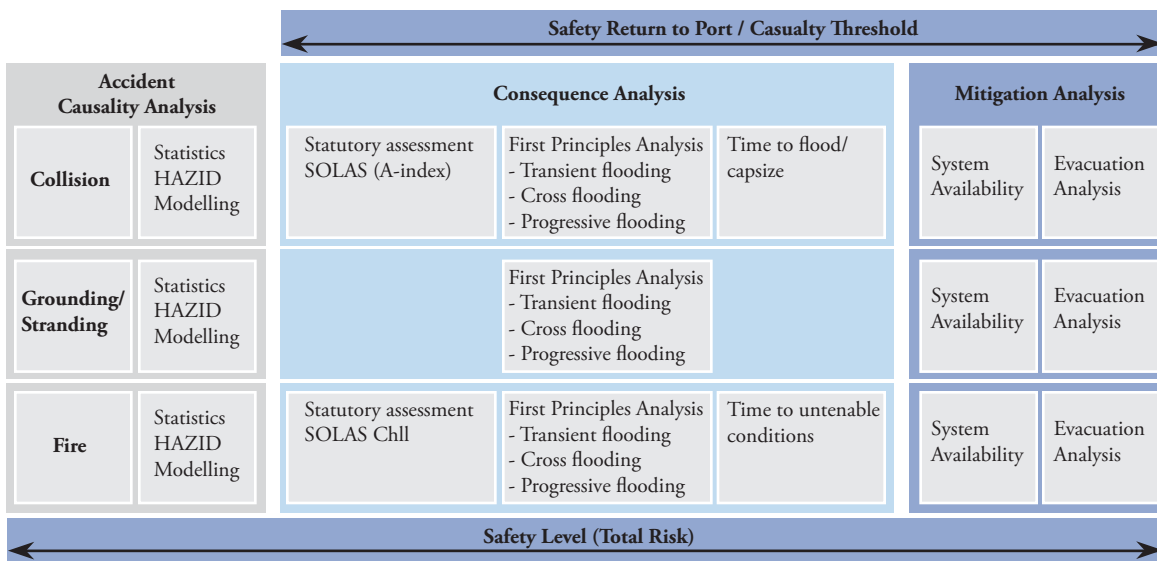 Safety Return to Port / Casualty Threshold
Accident
Causality Analysis
Consequence Analysis
Mitigation Analysis
Collision
Statistics
HAZID
Modelling
Statutory assessment
SOLAS (A-index)
First Principles Analysis
- Transient flooding
- Cross flooding
- Progressive flooding
Time to flood/
capsize
System
Availability
Evacuation
Analysis
Grounding/
Stranding
Statistics
HAZID
Modelling
First Principles Analysis
- Transient flooding
- Cross flooding
- Progressive flooding
System
Availability
Evacuation
Analysis
Fire
Statistics
HAZID
Modelling
Statutory assessment
SOLAS Chll
First Principles Analysis
- Transient flooding
- Cross flooding
- Progressive flooding
Time to untenable
conditions
System
Availability
Evacuation
Analysis
Safety Level (Total Risk)